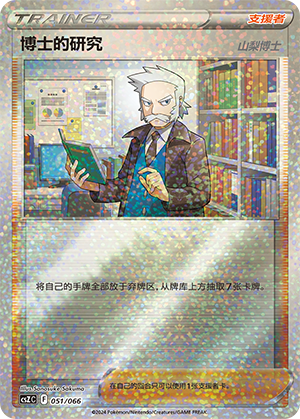 TRAINER 支援者
博士的研究 山梨博士
将自己的手牌全部放于弃牌区，从牌库上方抽取7张卡牌。
Illus.Sanosuke Sakuma
在自己的回合只可以使用1张支援者卡。
csZC F 051/066
©2024 Pokémon/Nintendo/Creatures/GAME FREAK